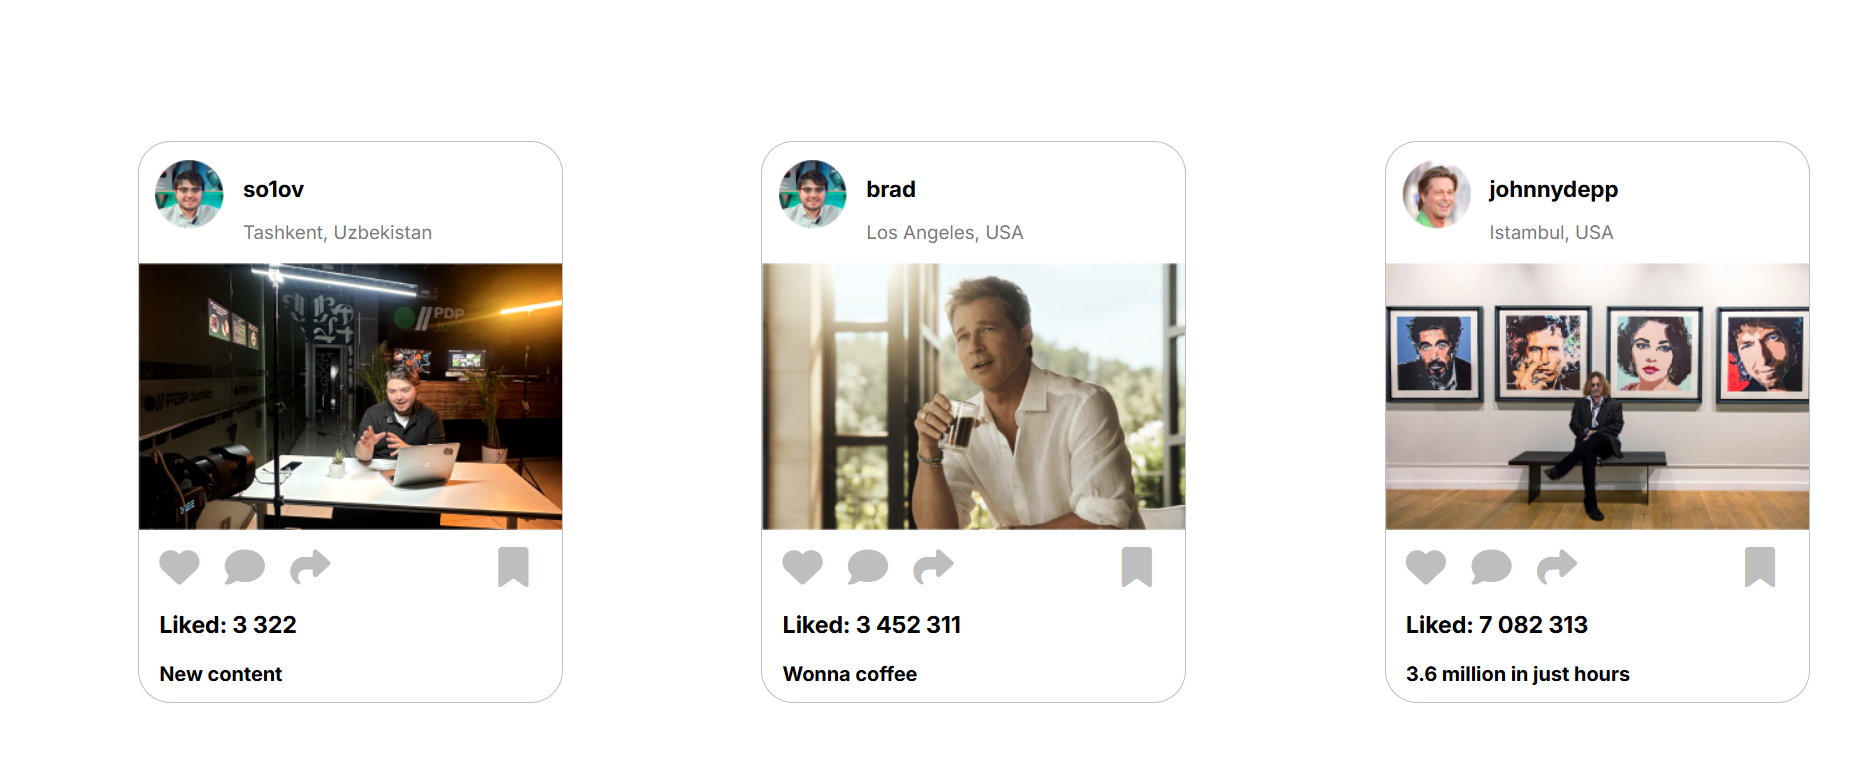 so1ov
Tashkent, Uzbekistan
PDP
Junior
PDP Junior
Liked: 3 322
New content
brad
Los Angeles, USA
Liked: 3 452 311
Wonna coffee
johnnydepp
Istambul, USA
Liked: 7 082 313
3.6 million in just hours